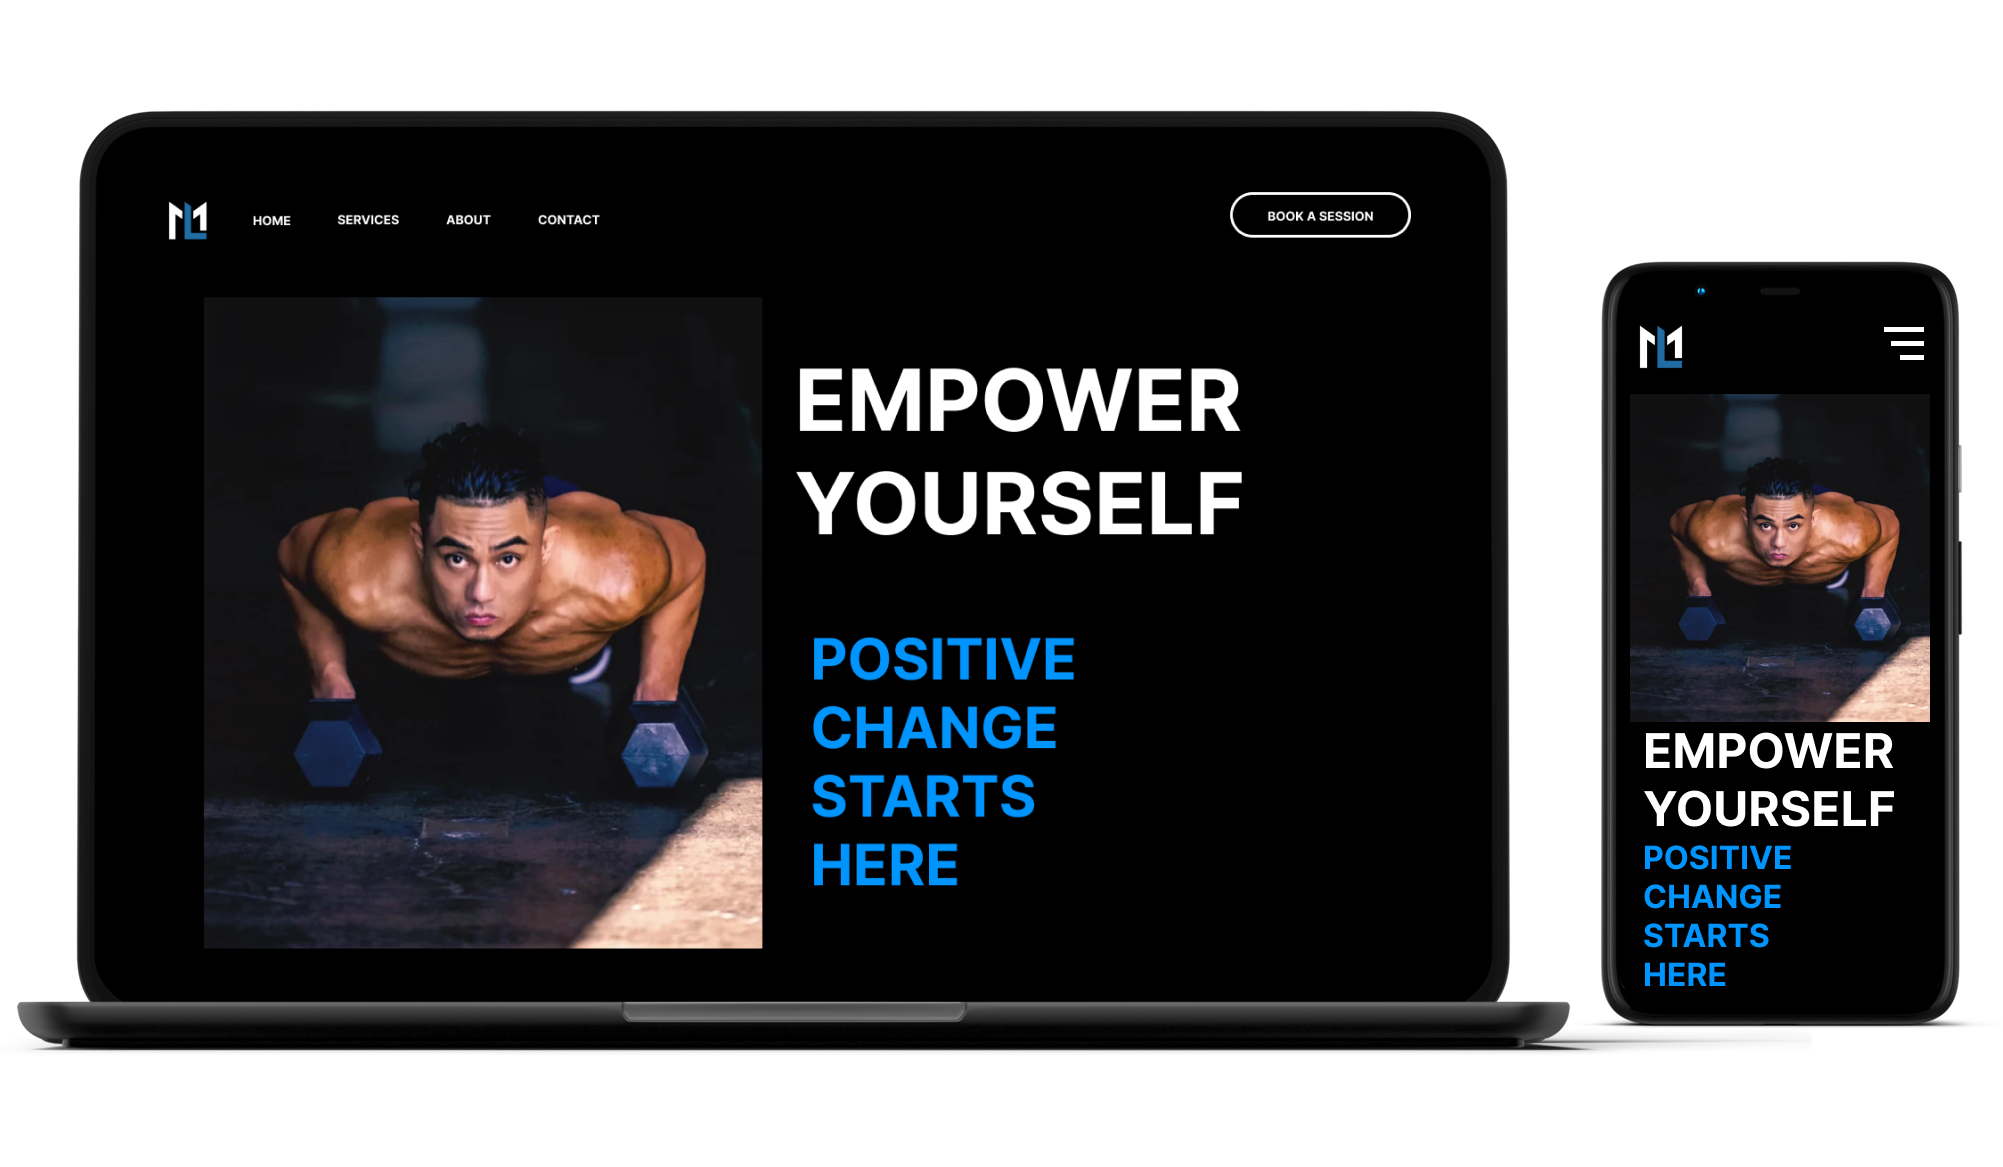 HOME SERVICES ABOUT CONTACT BOOK A SESSION
EMPOWER
YOURSELF
POSITIVE
CHANGE
STARTS
HERE
EMPOWER
YOURSELF
POSITIVE
CHANGE
STARTS
HERE